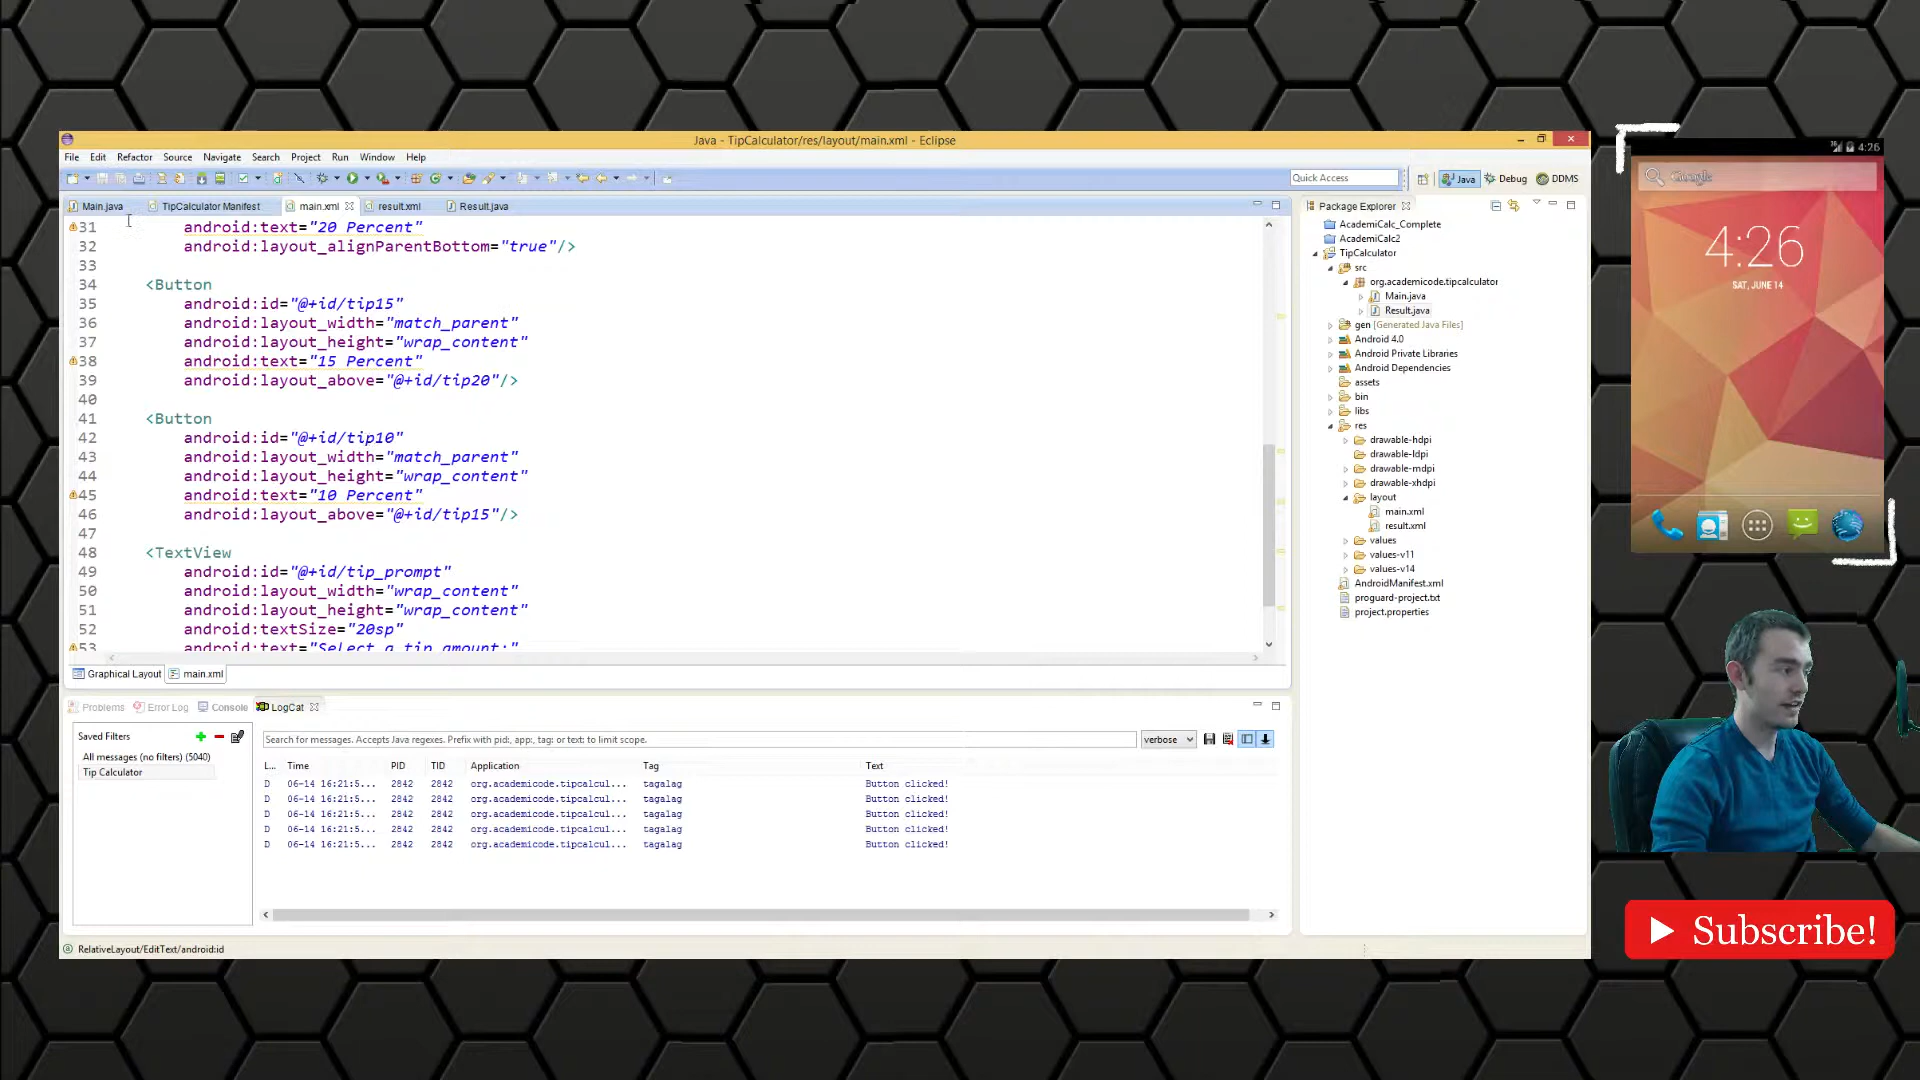 Java - TipCalculator/res/layout/main.xml - Eclipse
File Edit Refactor Source Navigate Search Project Run Window Help
Quick Access
Java
Debug
DDMS
Main.java
TipCalculator Manifest
main.xml
result.xml
Result.java
31 android:text="20 Percent"
32 android:layout_alignParentBottom="true"/>
33
34 <Button
35 android:id="@+id/tip15"
36 android:layout_width="match_parent"
37 android:layout_height="wrap_content"
38 android:text="15 Percent"
39 android:layout_above="@+id/tip20"/>
40
41 <Button
42 android:id="@+id/tip10"
43 android:layout_width="match_parent"
44 android:layout_height="wrap_content"
45 android:text="10 Percent"
46 android:layout_above="@+id/tip15"/>
47
48 <TextView
49 android:id="@+id/tip_prompt"
50 android:layout_width="wrap_content"
51 android:layout_height="wrap_content"
52 android:textSize="20sp"
53 android:text="Select a tip amount:"
Graphical Layout
main.xml
Problems
Error Log
Console
LogCat
Saved Filters
All messages (no filters) (5040)
Tip Calculator
Search for messages. Accepts Java regexes. Prefix with pid:, app:, tag: or text: to limit scope.
verbose
L... Time PID TID Application Tag Text
D 06-14 16:21:5... 2842 2842 org.academicode.tipcalcul... tagalag Button clicked!
D 06-14 16:21:5... 2842 2842 org.academicode.tipcalcul... tagalag Button clicked!
D 06-14 16:21:5... 2842 2842 org.academicode.tipcalcul... tagalag Button clicked!
D 06-14 16:21:5... 2842 2842 org.academicode.tipcalcul... tagalag Button clicked!
D 06-14 16:21:5... 2842 2842 org.academicode.tipcalcul... tagalag Button clicked!
RelativeLayout/EditText/android:id
Package Explorer
AcademiCalc_Complete
AcademiCalc2
TipCalculator
src
org.academicode.tipcalculator
Main.java
Result.java
gen [Generated Java Files]
Android 4.0
Android Private Libraries
Android Dependencies
assets
bin
libs
res
drawable-hdpi
drawable-ldpi
drawable-mdpi
drawable-xhdpi
layout
main.xml
result.xml
values
values-v11
values-v14
AndroidManifest.xml
proguard-project.txt
project.properties
4:26
Google
4:26
SAT, JUNE 14
Subscribe!